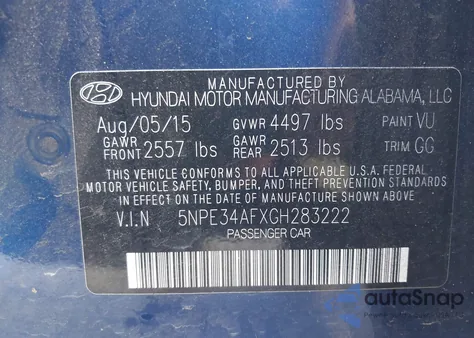 MANUFACTURED BY
HYUNDAI MOTOR MANUFACTURING ALABAMA, LLC
Aug/05/15 GVWR 4497 lbs PAINT VU
GAWR FRONT 2557 lbs GAWR REAR 2513 lbs TRIM GG
THIS VEHICLE CONFORMS TO ALL APPLICABLE U.S.A. FEDERAL
MOTOR VEHICLE SAFETY, BUMPER, AND THEFT PREVENTION STANDARDS
IN EFFECT ON THE DATE OF MANUFACTURE SHOWN ABOVE.
V.I.N 5NPE34AFXGH283222
PASSENGER CAR
autoSnap